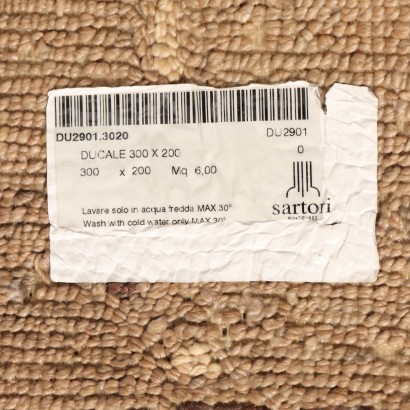 DU2901.3020 DU2901
DUCALE 300 X 200 0
300 x 200 Mq 6,00
sartori
Lavare solo in acqua fredda MAX 30°
Wash with cold water only MAX 30°